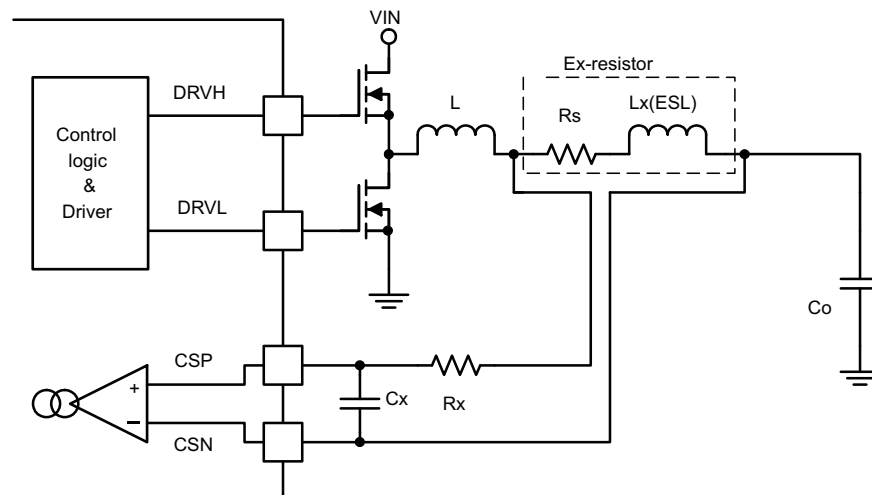 VIN
Ex-resistor
DRVH
L
Rs
Lx(ESL)
Control
logic
&
Driver
DRVL
Co
CSP
+
Cx
Rx
−
CSN